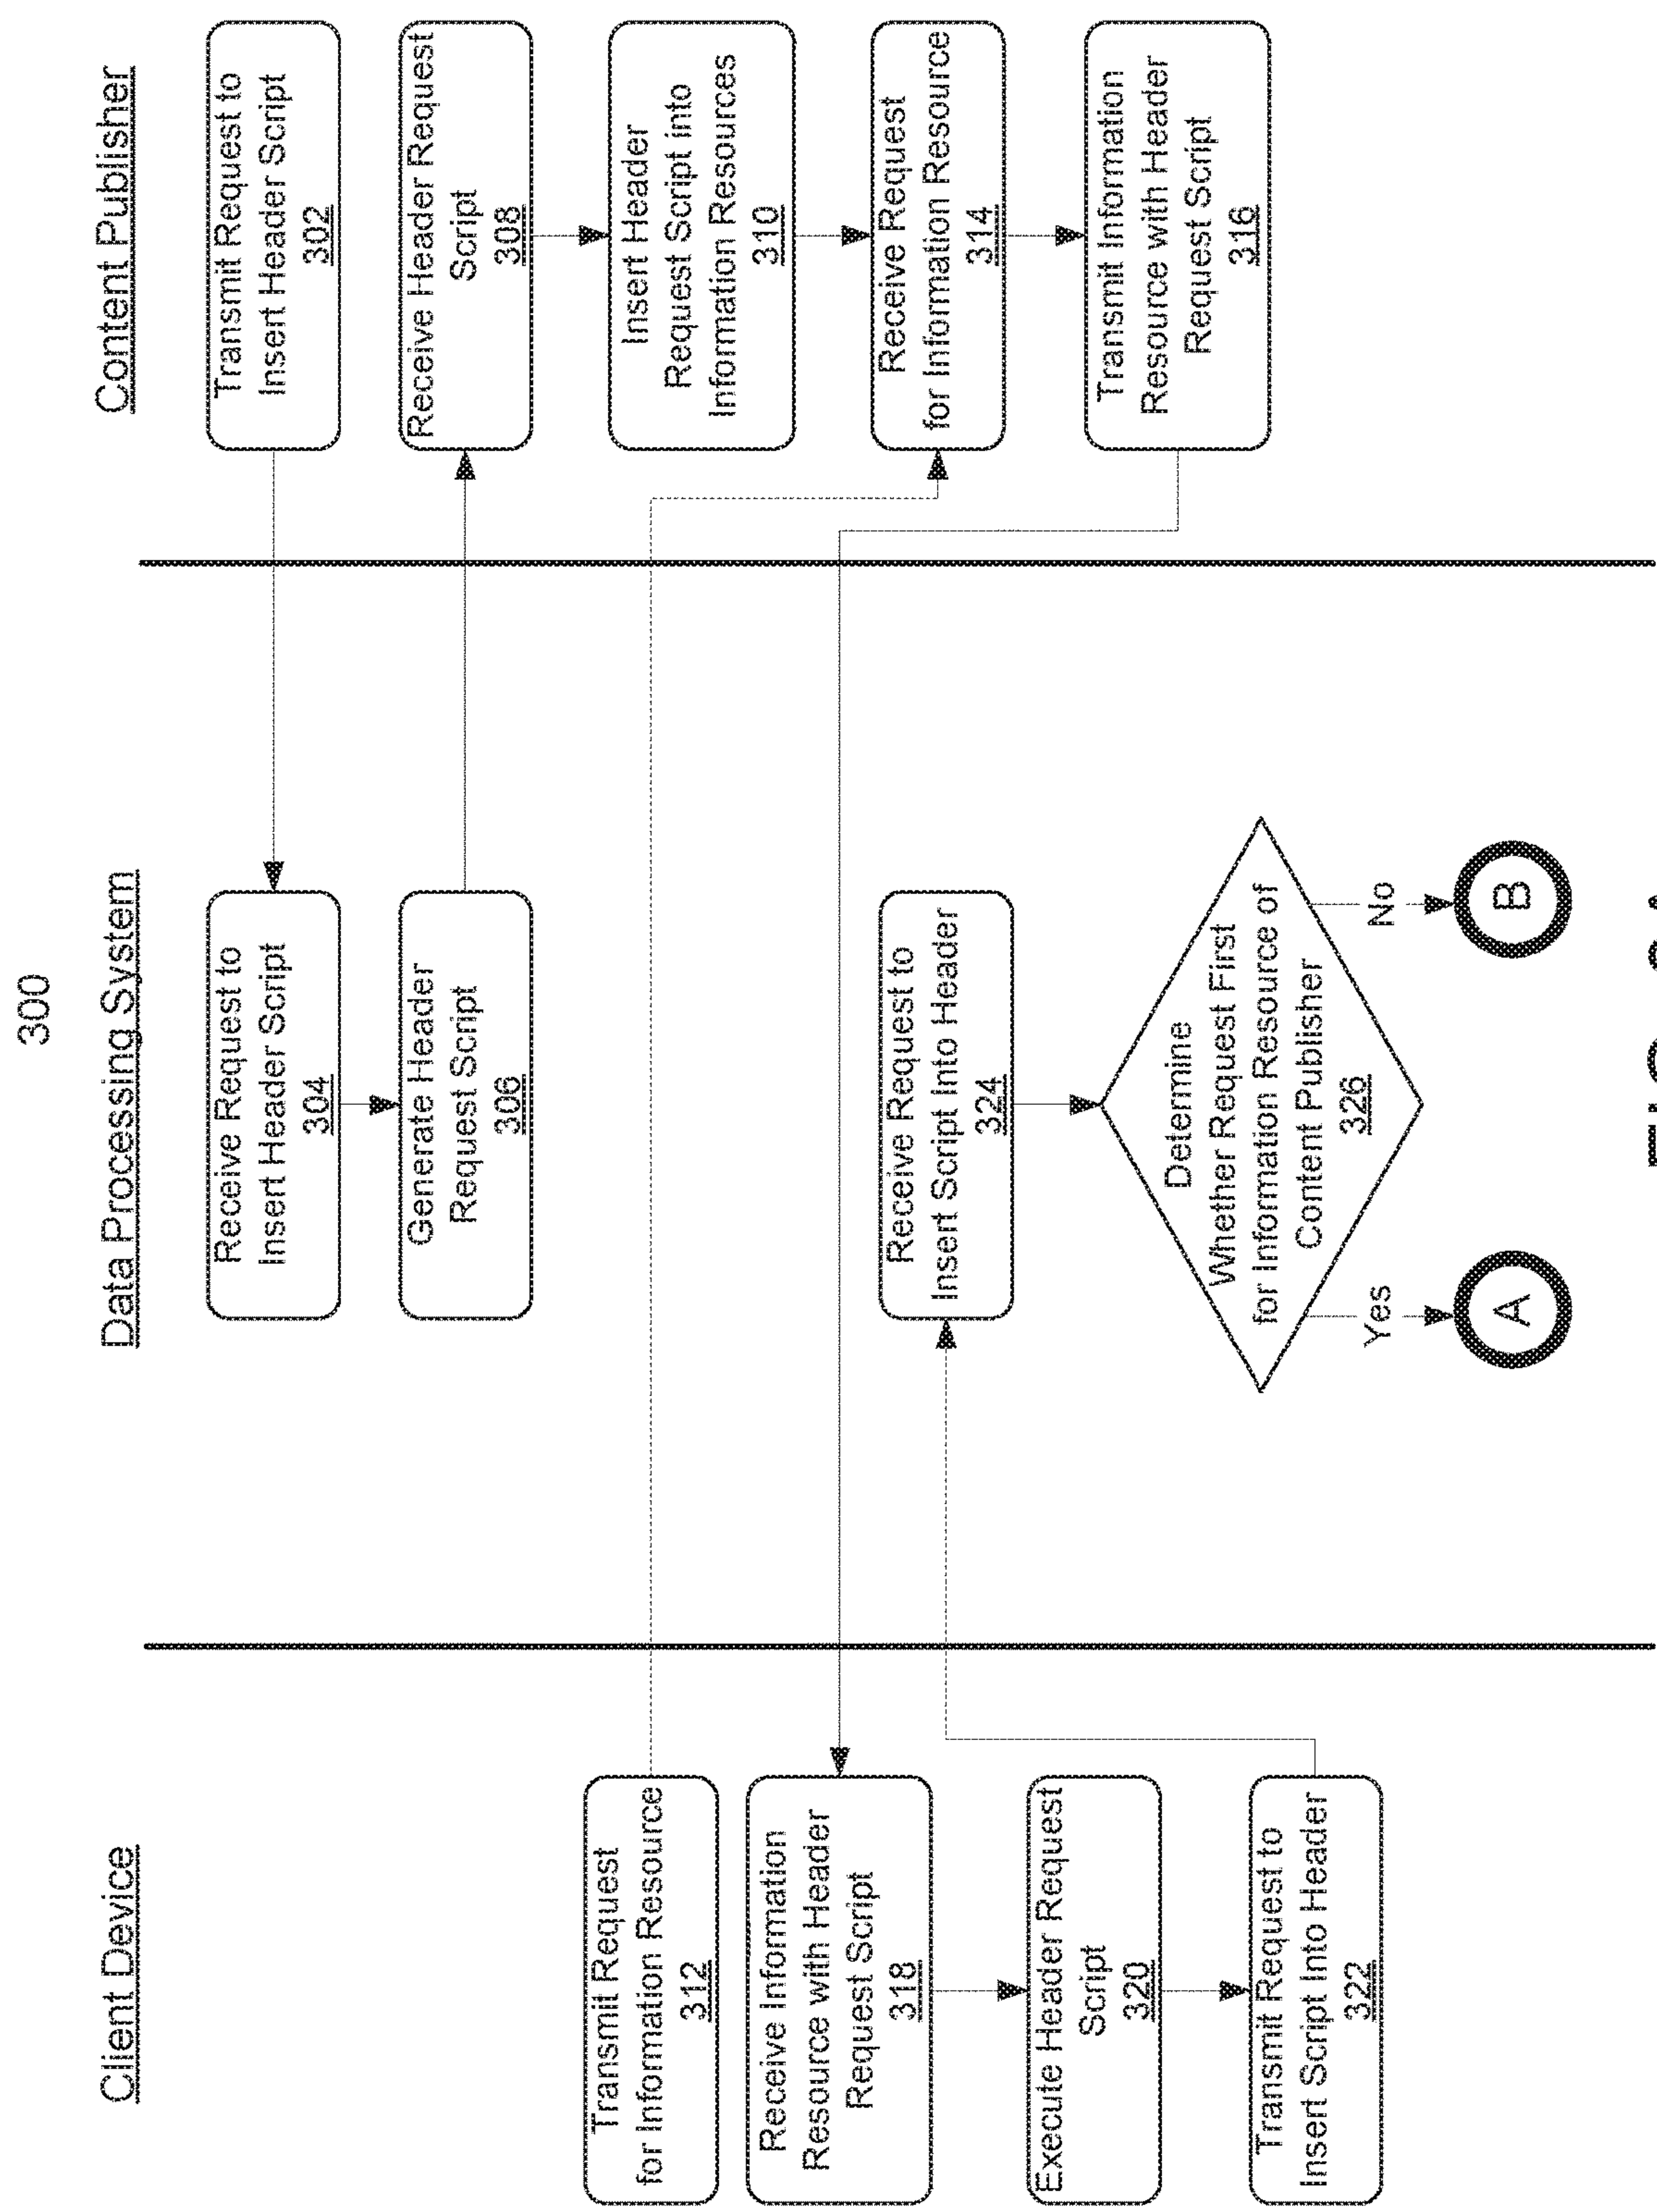 300
Client Device
Data Processing System
Content Publisher
Transmit Request to
Insert Header Script
302
Receive Request to
Insert Header Script
304
Generate Header
Request Script
306
Receive Header Request
Script
308
Insert Header
Request Script into
Information Resources
310
Transmit Request
for Information Resource
312
Receive Request
for Information Resource
314
Transmit Information
Resource with Header
Request Script
316
Receive Information
Resource with Header
Request Script
318
Execute Header Request
Script
320
Transmit Request to
Insert Script Into Header
322
Receive Request to
Insert Script Into Header
324
Determine
Whether Request First
for Information Resource of
Content Publisher
326
Yes
No
A
B